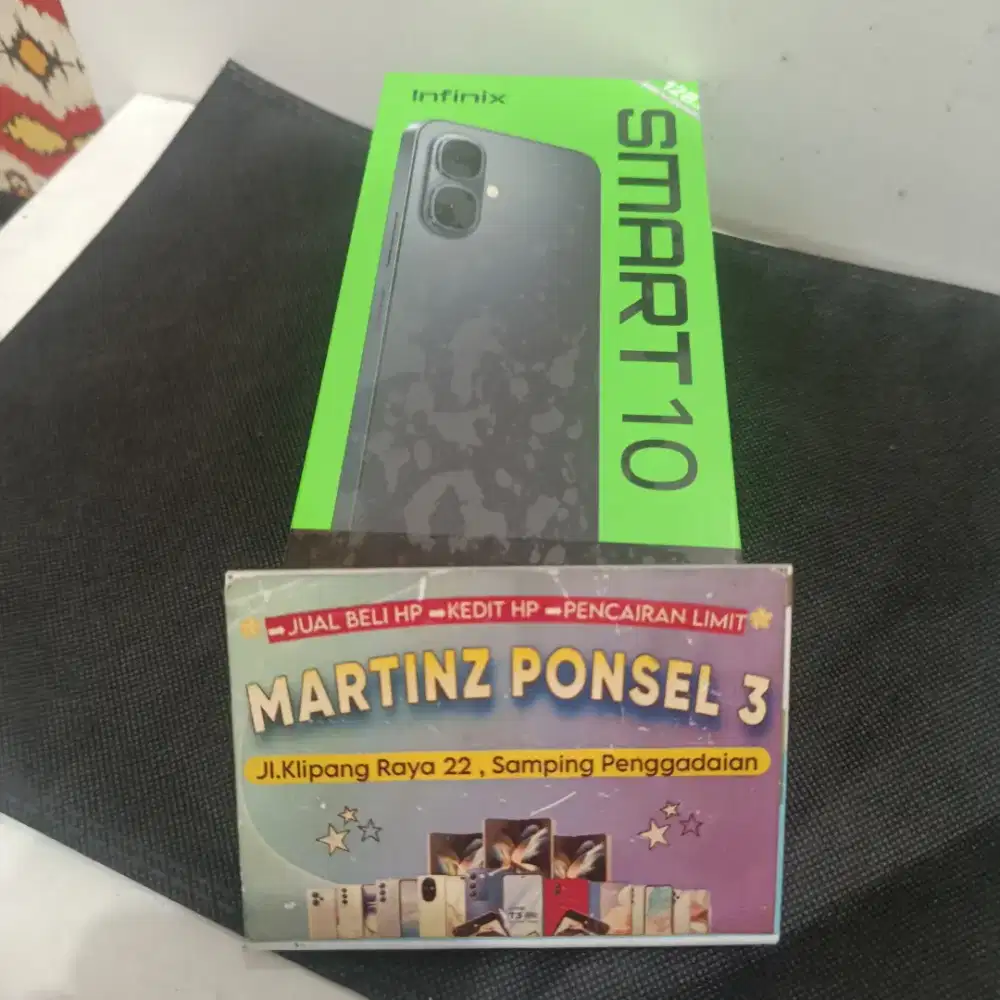 Infinix
128
SMART 10
JUAL BELI HP KEDIT HP PENCAIRAN LIMIT
MARTINZ PONSEL 3
Jl.Klipang Raya 22 , Samping Penggadaian